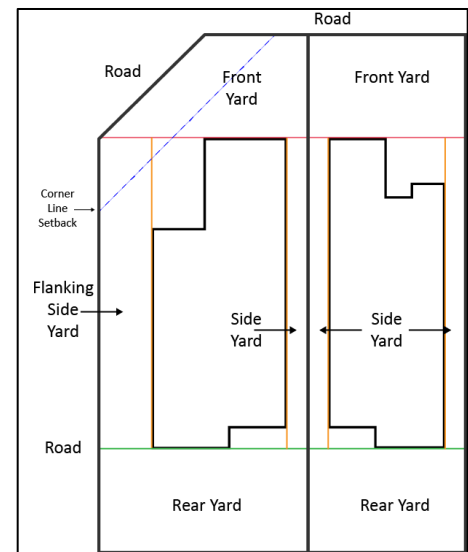 Road
Road
Front
Yard
Front Yard
Corner
Line
Setback
Flanking
Side
Yard
Side
Yard
Side
Yard
Road
Rear Yard
Rear Yard